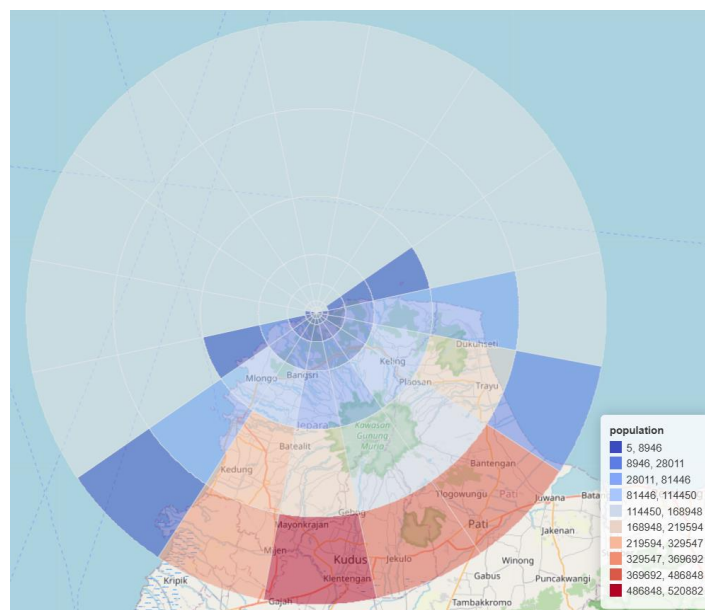 Dukuhseti
Keling
Mlonggo
Bangsri
Plsosan
Trayu
Jepara
Kawasan
Gunung
Muria
Batealit
Kedung
Bantengan
Tlogowungu
Pati
Juwana
Gebog
Mayonkrajan
Pati
Jakenan
Mijen
Kudus
Jekulo
Winong
Kripik
Klentengan
Gabus
Puncakwangi
Gajah
Tambakkromo
population
5, 8946
8946, 28011
28011, 81446
81446, 114450
114450, 168948
168948, 219594
219594, 329547
329547, 369692
369692, 486848
486848, 520882